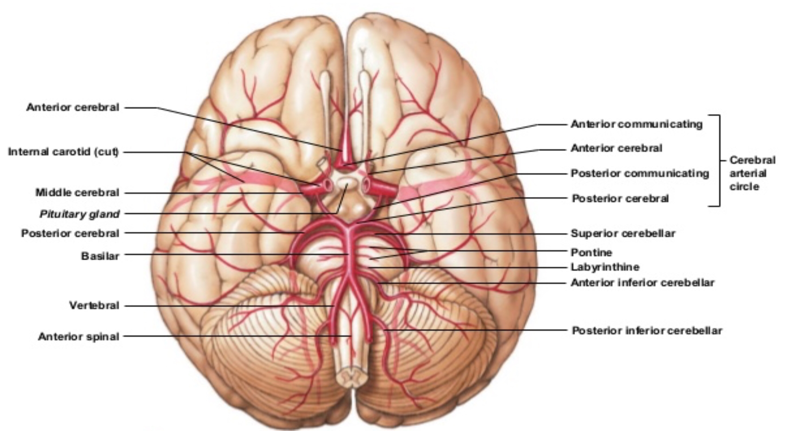 Anterior cerebral
Internal carotid (cut)
Middle cerebral
Pituitary gland
Posterior cerebral
Basilar
Vertebral
Anterior spinal
Anterior communicating
Anterior cerebral
Posterior communicating
Posterior cerebral
Cerebral
arterial
circle
Superior cerebellar
Pontine
Labyrinthine
Anterior inferior cerebellar
Posterior inferior cerebellar